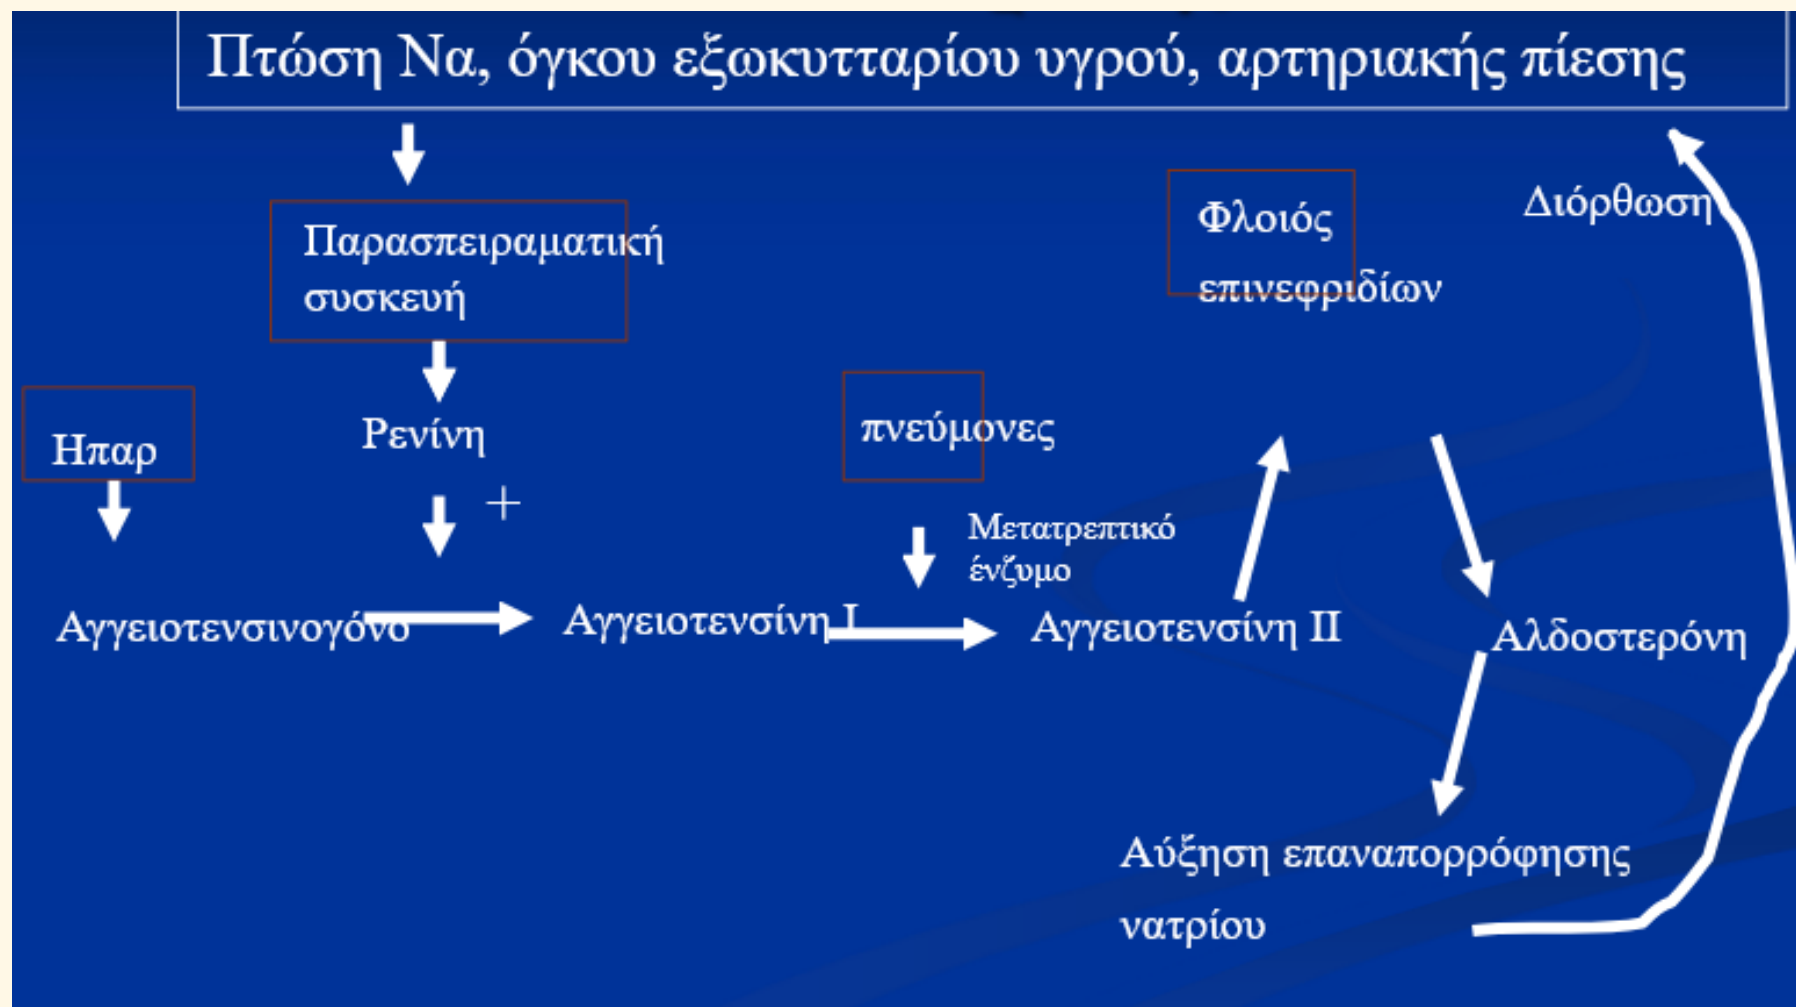 Πτώση Να, όγκου εξωκυτταρίου υγρού, αρτηριακής πίεσης
Παρασπειραματική
συσκευή
Φλοιός
επινεφριδίων
Διόρθωση
Ηπαρ
Ρενίνη
+
πνεύμονες
Μετατρεπτικό
ένζυμο
Αγγειοτενσινογόνο
Αγγειοτενσίνη Ι
Αγγειοτενσίνη ΙΙ
Αλδοστερόνη
Αύξηση επαναπορρόφησης
νατρίου